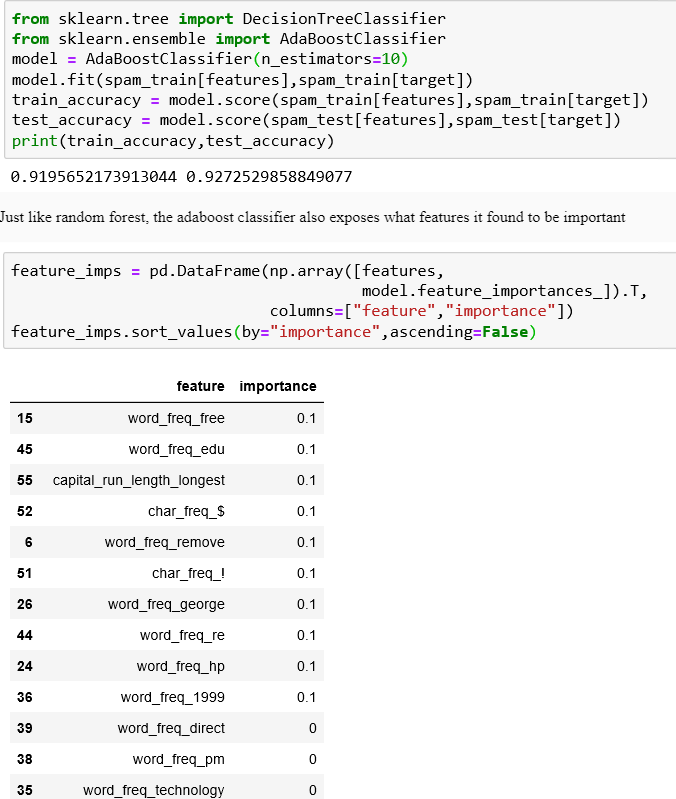 from sklearn.tree import DecisionTreeClassifier
from sklearn.ensemble import AdaBoostClassifier
model = AdaBoostClassifier(n_estimators=10)
model.fit(spam_train[features],spam_train[target])
train_accuracy = model.score(spam_train[features],spam_train[target])
test_accuracy = model.score(spam_test[features],spam_test[target])
print(train_accuracy,test_accuracy)
0.9195652173913044 0.9272529858849077
Just like random forest, the adaboost classifier also exposes what features it found to be important
feature_imps = pd.DataFrame(np.array([features,
model.feature_importances_]).T,
columns=["feature","importance"])
feature_imps.sort_values(by="importance",ascending=False)
feature importance
15 word_freq_free 0.1
45 word_freq_edu 0.1
55 capital_run_length_longest 0.1
52 char_freq_$ 0.1
6 word_freq_remove 0.1
51 char_freq_! 0.1
26 word_freq_george 0.1
44 word_freq_re 0.1
24 word_freq_hp 0.1
36 word_freq_1999 0.1
39 word_freq_direct 0
38 word_freq_pm 0
35 word_freq_technology 0